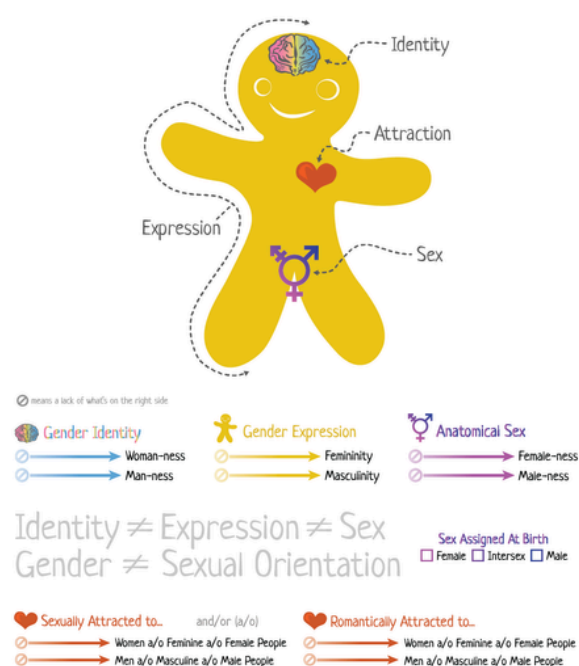 Identity
Attraction
Expression
Sex
means a lack of what's on the right side
Gender Identity
Woman-ness
Man-ness
Gender Expression
Femininity
Masculinity
Anatomical Sex
Female-ness
Male-ness
Identity ≠ Expression ≠ Sex
Gender ≠ Sexual Orientation
Sex Assigned At Birth
Female Intersex Male
Sexually Attracted to...
and/or (a/o)
Romantically Attracted to...
Women a/o Feminine a/o Female People
Men a/o Masculine a/o Male People
Women a/o Feminine a/o Female People
Men a/o Masculine a/o Male People